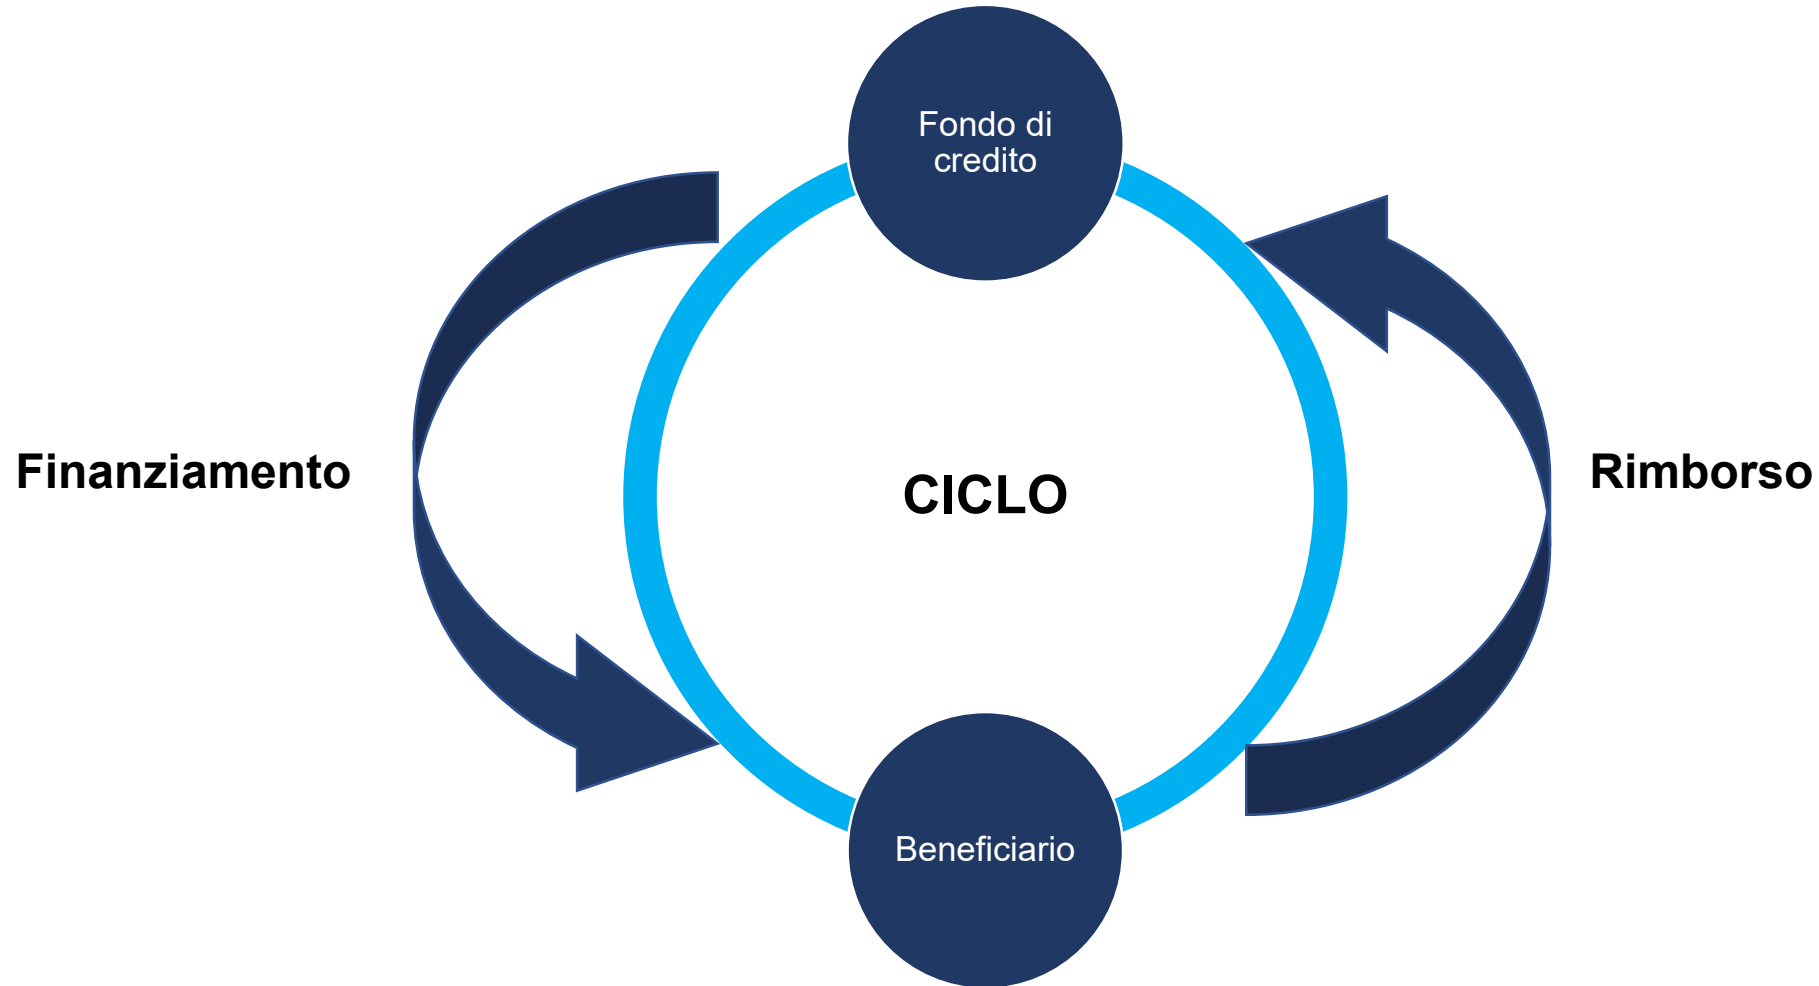 Fondo di
credito
Finanziamento
CICLO
Rimborso
Beneficiario